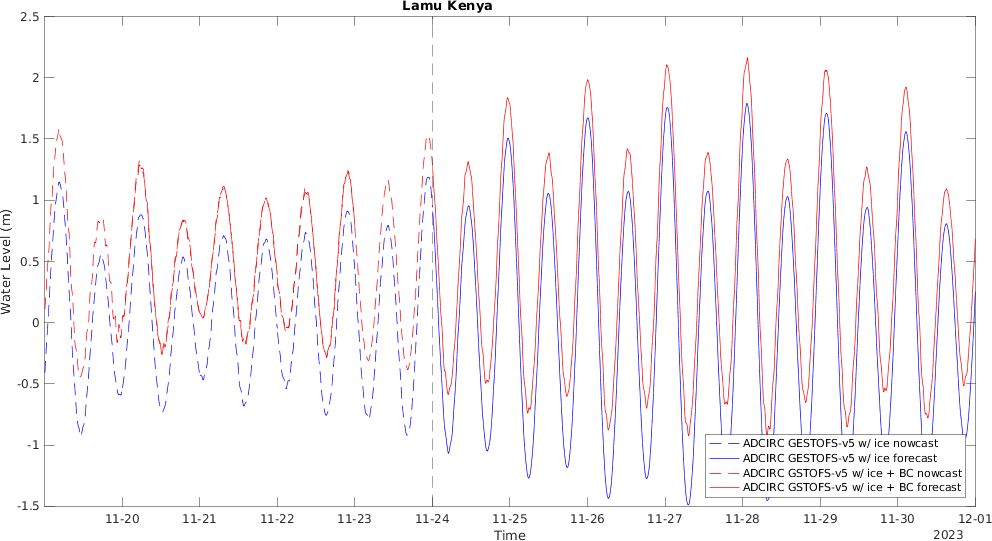 Lamu Kenya
2.5
2
1.5
1
0.5
0
-0.5
-1
-1.5
Water Level (m)
11-20 11-21 11-22 11-23 11-24 11-25 11-26 11-27 11-28 11-29 11-30 12-01
Time
2023
ADCIRC GESTOFS-v5 w/ ice nowcast
ADCIRC GESTOFS-v5 w/ ice forecast
ADCIRC GSTOFS-v5 w/ ice + BC nowcast
ADCIRC GSTOFS-v5 w/ ice + BC forecast